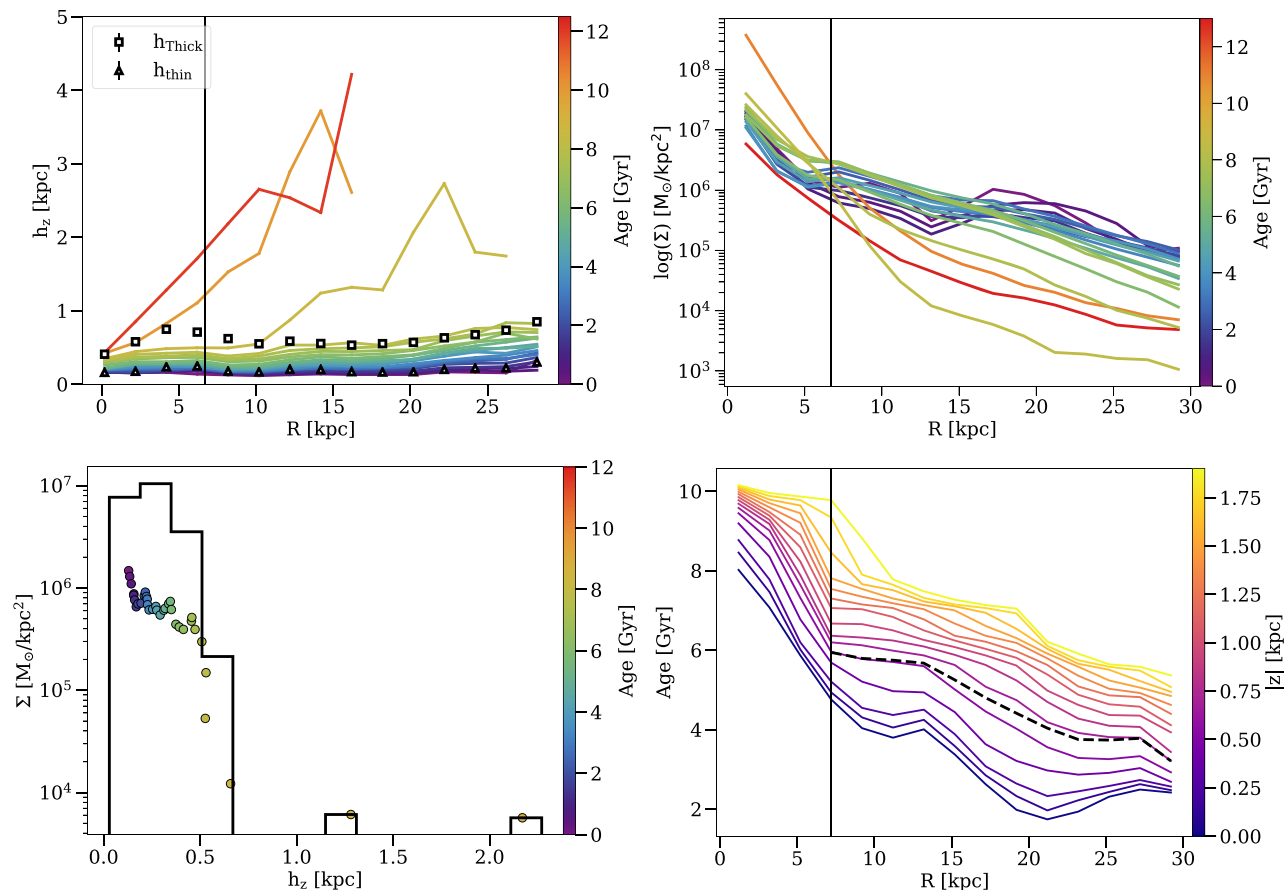 5
4
3
2
1
0
h_z [kpc]
h_Thick
h_thin
0 5 10 15 20 25
R [kpc]
12
10
8
6
4
2
0
Age [Gyr]
10^8
10^7
10^6
10^5
10^4
10^3
log(Σ) [M_⊙/kpc^2]
0 5 10 15 20 25 30
R [kpc]
12
10
8
6
4
2
0
Age [Gyr]
10^7
10^6
10^5
10^4
Σ [M_⊙/kpc^2]
0.0 0.5 1.0 1.5 2.0
h_z [kpc]
12
10
8
6
4
2
0
Age [Gyr]
10
8
6
4
2
Age [Gyr]
0 5 10 15 20 25 30
R [kpc]
1.75
1.50
1.25
1.00
0.75
0.50
0.25
0.00
|z| [kpc]